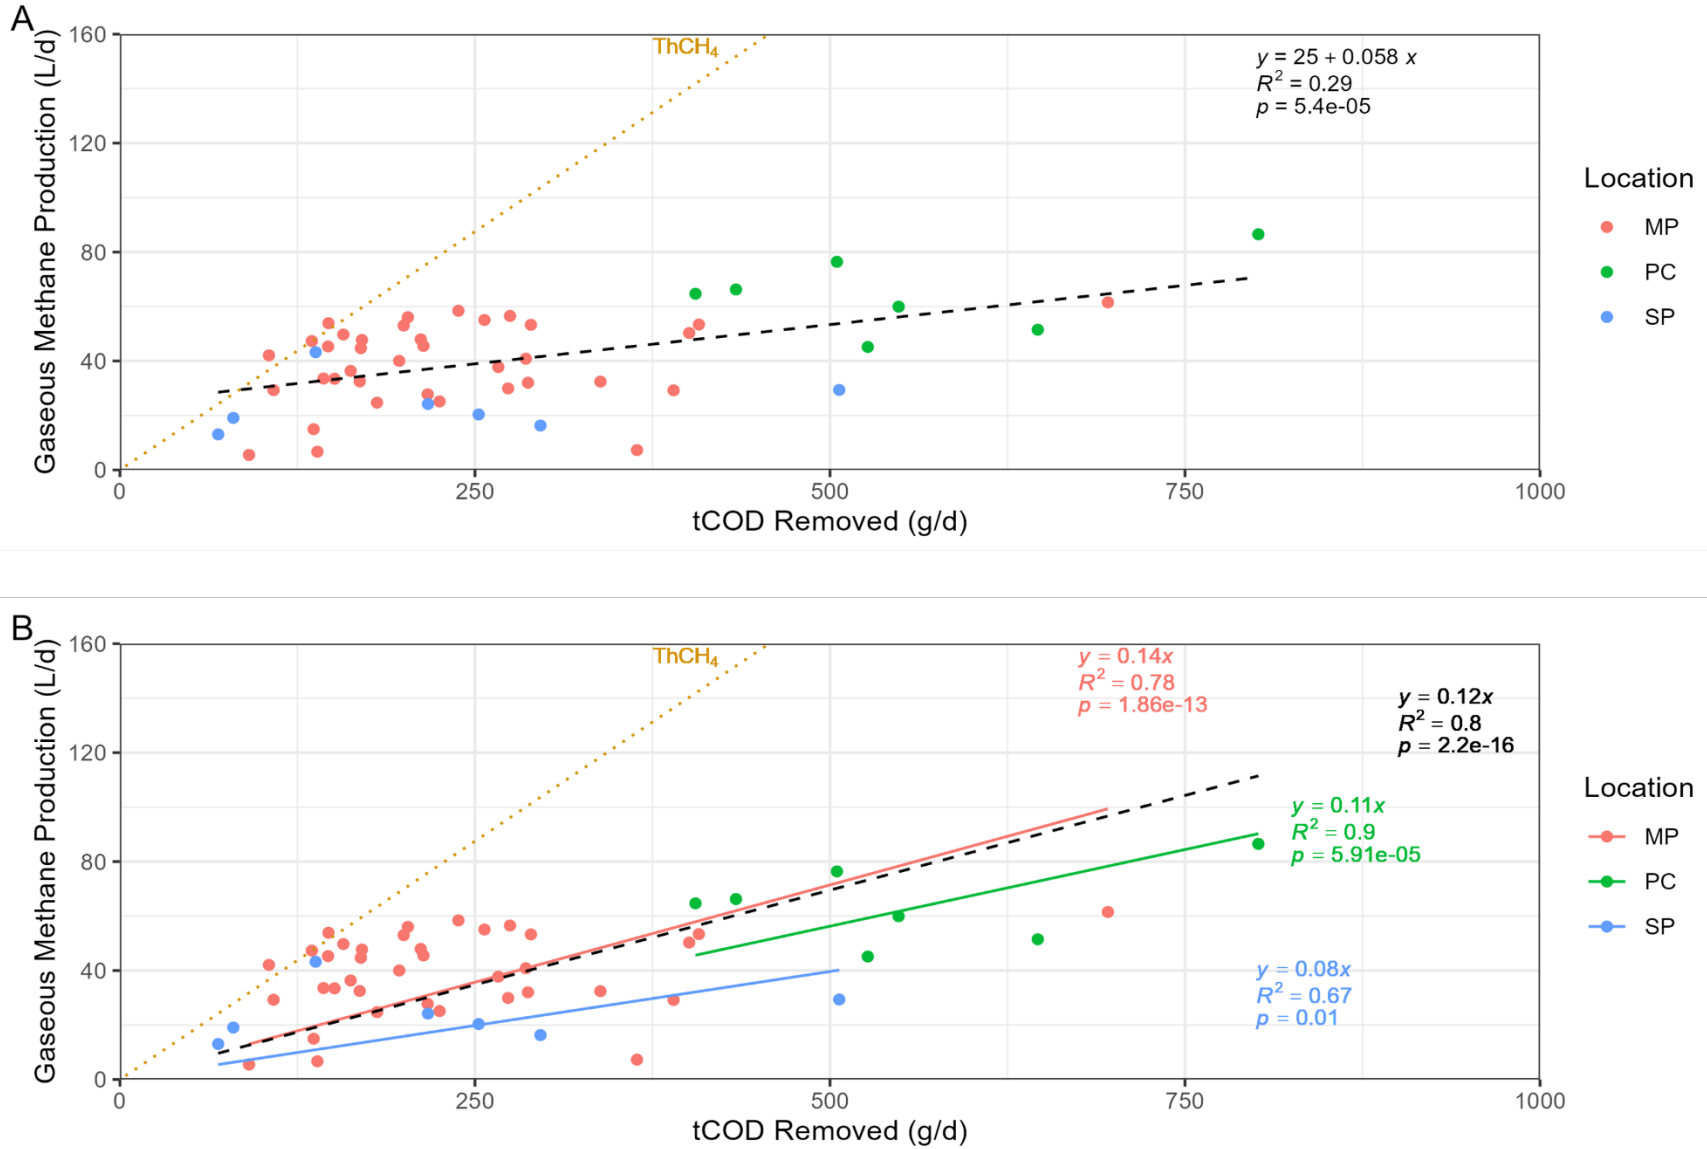 A
Gaseous Methane Production (L/d)
160
120
80
40
0
ThCH₄
y = 25 + 0.058 x
R² = 0.29
p = 5.4e-05
0 250 500 750 1000
tCOD Removed (g/d)
Location
MP
PC
SP
B
Gaseous Methane Production (L/d)
160
120
80
40
0
ThCH₄
y = 0.14x
R² = 0.78
p = 1.86e-13
y = 0.12x
R² = 0.8
p = 2.2e-16
y = 0.11x
R² = 0.9
p = 5.91e-05
y = 0.08x
R² = 0.67
p = 0.01
0 250 500 750 1000
tCOD Removed (g/d)
Location
MP
PC
SP